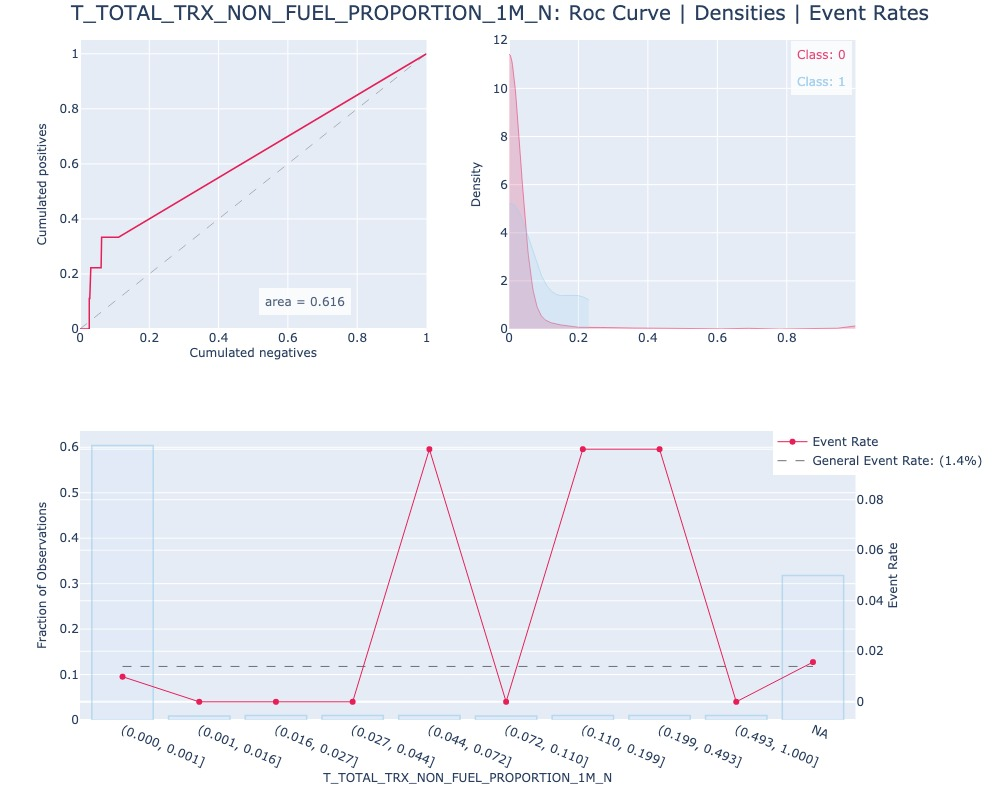 T_TOTAL_TRX_NON_FUEL_PROPORTION_1M_N: Roc Curve | Densities | Event Rates
1
0.8
0.6
0.4
0.2
0
Cumulated positives
area = 0.616
0 0.2 0.4 0.6 0.8 1
Cumulated negatives
12
10
8
6
4
2
0
Density
Class: 0
Class: 1
0 0.2 0.4 0.6 0.8
0.6
0.5
0.4
0.3
0.2
0.1
0
Fraction of Observations
Event Rate
General Event Rate: (1.4%)
0.08
0.06
0.04
0.02
0
Event Rate
(0.000, 0.001] (0.001, 0.016] (0.016, 0.027] (0.027, 0.044] (0.044, 0.072] (0.072, 0.110] (0.110, 0.199] (0.199, 0.493] (0.493, 1.000] NA
T_TOTAL_TRX_NON_FUEL_PROPORTION_1M_N